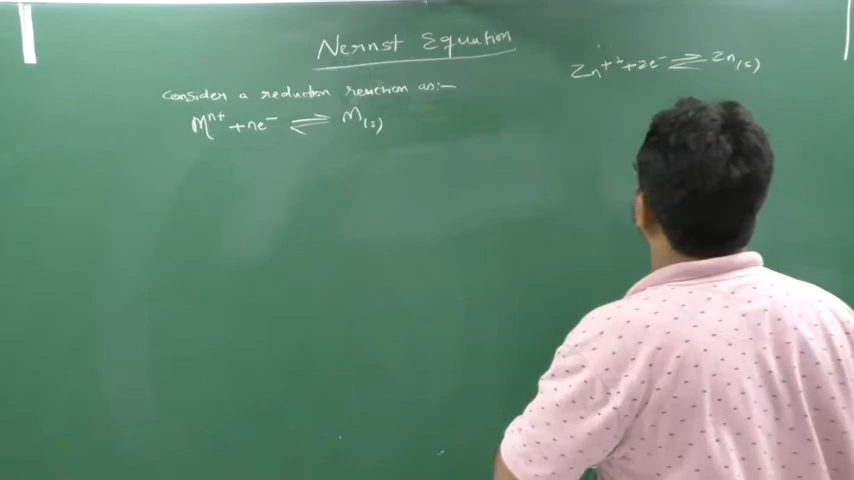 Nernst Equation
Zn⁺² + 2e⁻ ⇌ Zn(s)
Consider a reduction reaction as:—
Mⁿ⁺ + ne⁻ ⇌ M(s)